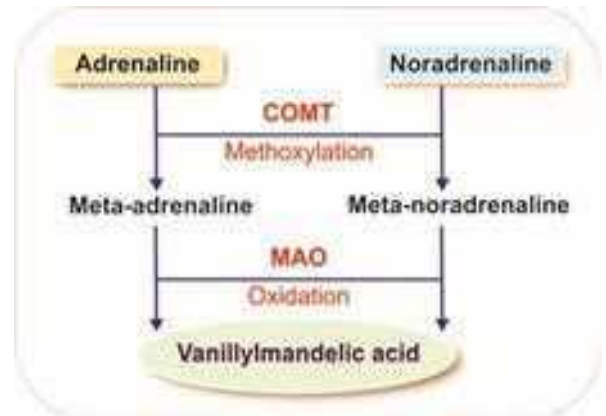 Adrenaline Noradrenaline
COMT
Methoxylation
Meta-adrenaline Meta-noradrenaline
MAO
Oxidation
Vanillylmandelic acid